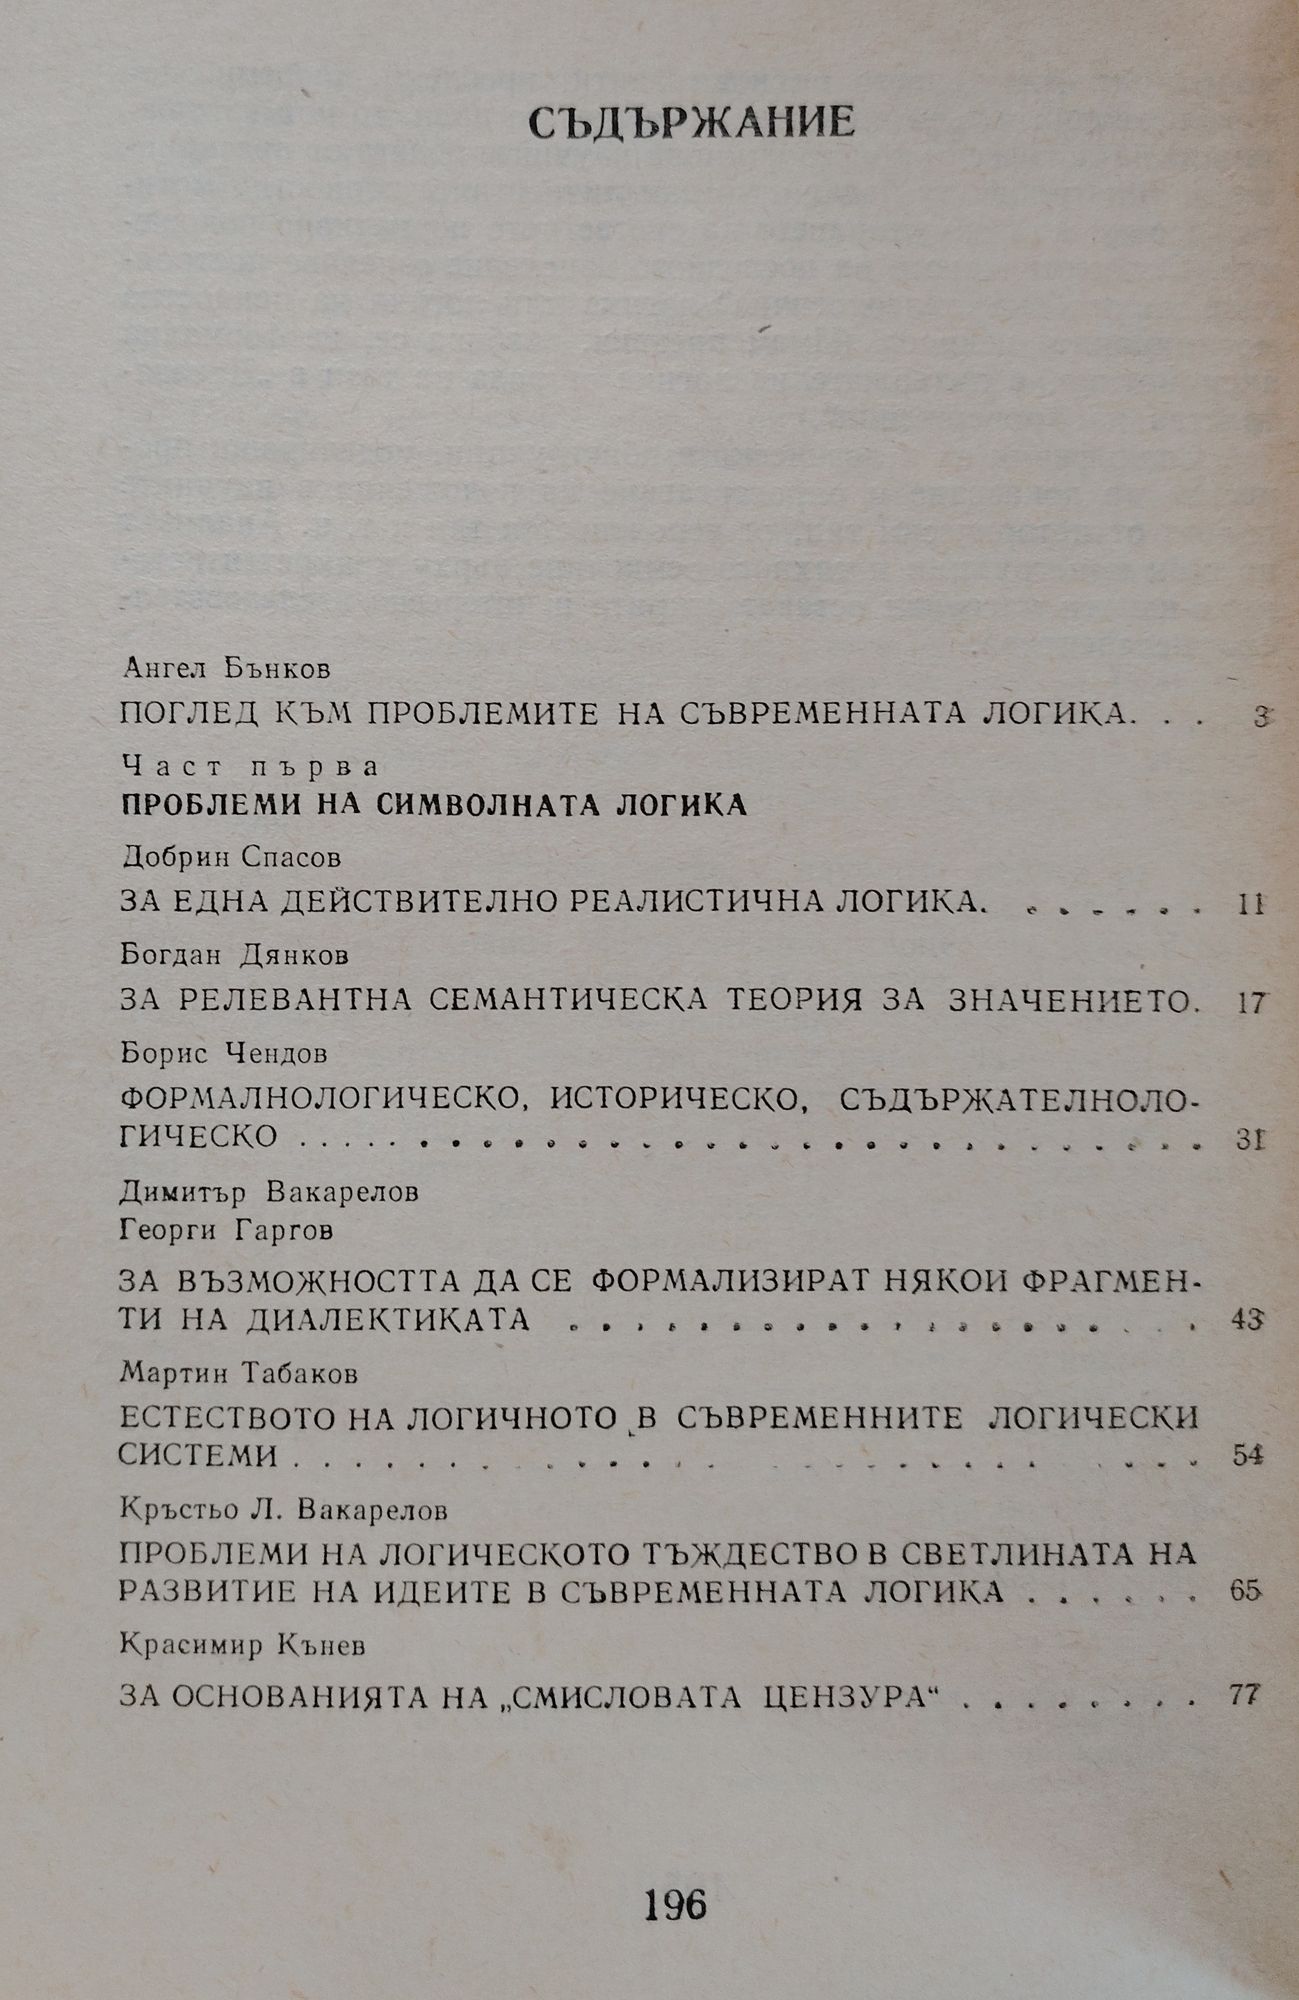 СЪДЪРЖАНИЕ
Ангел Бънков
ПОГЛЕД КЪМ ПРОБЛЕМИТЕ НА СЪВРЕМЕННАТА ЛОГИКА. . . 3
Част първа
ПРОБЛЕМИ НА СИМВОЛНАТА ЛОГИКА
Добрин Спасов
ЗА ЕДНА ДЕЙСТВИТЕЛНО РЕАЛИСТИЧНА ЛОГИКА. . . . . . . 11
Богдан Дянков
ЗА РЕЛЕВАНТНА СЕМАНТИЧЕСКА ТЕОРИЯ ЗА ЗНАЧЕНИЕТО. 17
Борис Чендов
ФОРМАЛНОЛОГИЧЕСКО, ИСТОРИЧЕСКО, СЪДЪРЖАТЕЛНОЛО-
ГИЧЕСКО . . . . . . . . . . . . . . . . . . . . . . . . . . . . . 31
Димитър Вакарелов
Георги Гаргов
ЗА ВЪЗМОЖНОСТТА ДА СЕ ФОРМАЛИЗИРАТ НЯКОИ ФРАГМЕН-
ТИ НА ДИАЛЕКТИКАТА . . . . . . . . . . . . . . . . . . . . 43
Мартин Табаков
ЕСТЕСТВОТО НА ЛОГИЧНОТО В СЪВРЕМЕННИТЕ ЛОГИЧЕСКИ
СИСТЕМИ . . . . . . . . . . . . . . . . . . . . . . . . . . . . 54
Кръстьо Л. Вакарелов
ПРОБЛЕМИ НА ЛОГИЧЕСКОТО ТЪЖДЕСТВО В СВЕТЛИНАТА НА
РАЗВИТИЕ НА ИДЕИТЕ В СЪВРЕМЕННАТА ЛОГИКА . . . . . . 65
Красимир Кънев
ЗА ОСНОВАНИЯТА НА „СМИСЛОВАТА ЦЕНЗУРА“ . . . . . . . . 77
196